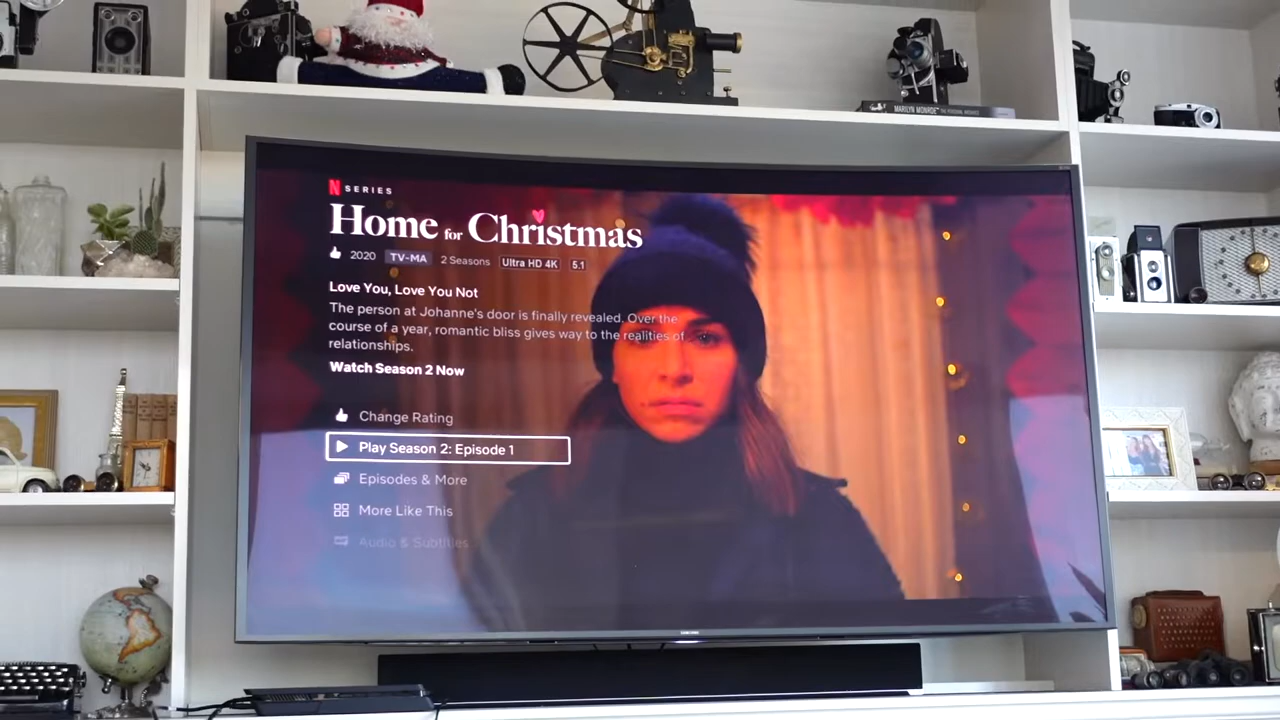 MARILYN MONROE
N SERIES
Home for Christmas
2020 TV-MA 2 Seasons Ultra HD 4K 5.1
Love You, Love You Not
The person at Johanne's door is finally revealed. Over the
course of a year, romantic bliss gives way to the realities of
relationships.
Watch Season 2 Now
Change Rating
Play Season 2: Episode 1
Episodes & More
More Like This
Audio & Subtitles